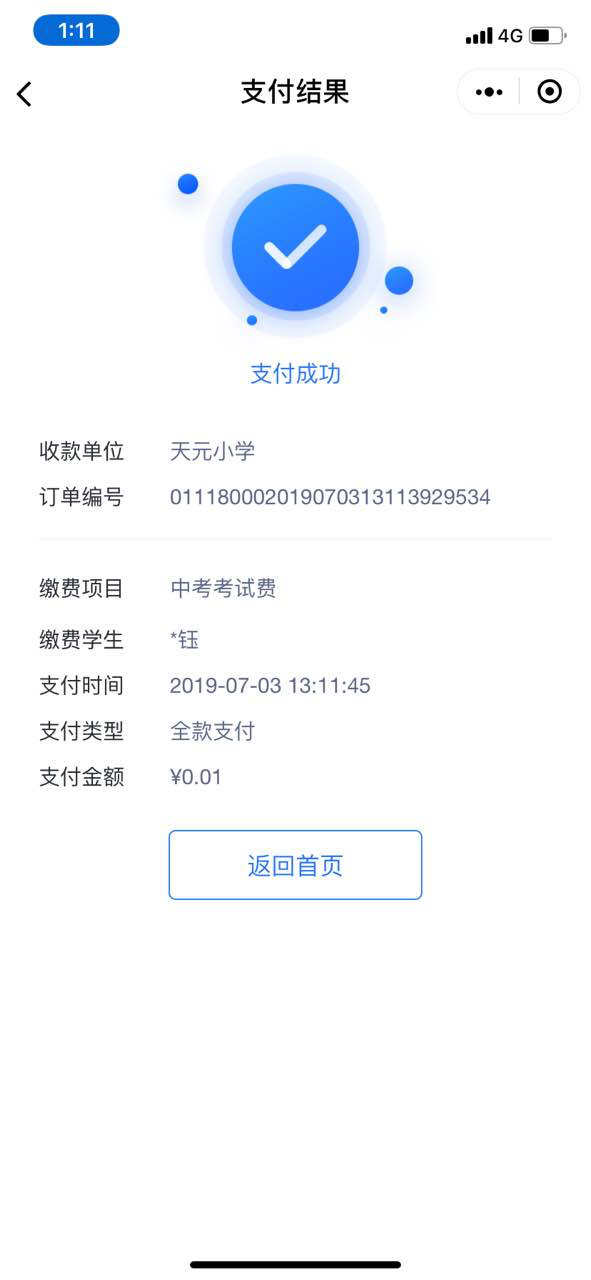 1:11 4G
支付结果
支付成功
收款单位 天元小学
订单编号 011180002019070313113929534
缴费项目 中考考试费
缴费学生 *钰
支付时间 2019-07-03 13:11:45
支付类型 全款支付
支付金额 ¥0.01
返回首页